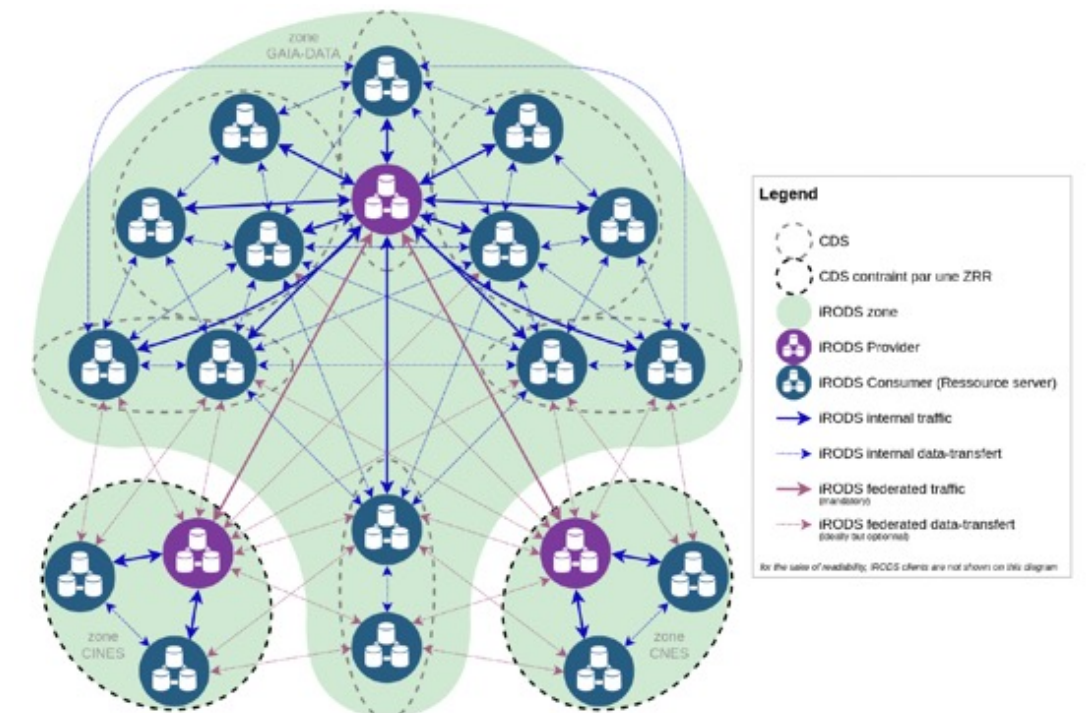 zone
GAIA-DATA
Legend
CDS
CDS contraint par une ZRR
iRODS zone
iRODS Provider
iRODS Consumer (Ressource server)
iRODS internal traffic
iRODS internal data-transfert
iRODS federated traffic
(mandatory)
iRODS federated data-transfert
(ideally but optionnal)
for the sake of readability, iRODS clients are not shown on this diagram
zone
CINES
zone
CNES